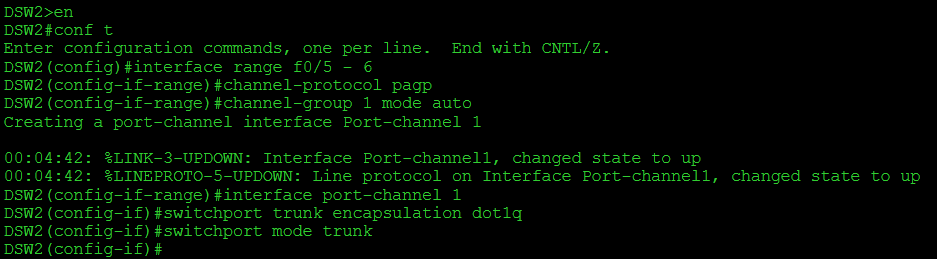 DSW2>en
DSW2#conf t
Enter configuration commands, one per line.  End with CNTL/Z.
DSW2(config)#interface range f0/5 - 6
DSW2(config-if-range)#channel-protocol pagp
DSW2(config-if-range)#channel-group 1 mode auto
Creating a port-channel interface Port-channel 1
00:04:42: %LINK-3-UPDOWN: Interface Port-channel1, changed state to up
00:04:42: %LINEPROTO-5-UPDOWN: Line protocol on Interface Port-channel1, changed state to up
DSW2(config-if-range)#interface port-channel 1
DSW2(config-if)#switchport trunk encapsulation dot1q
DSW2(config-if)#switchport mode trunk
DSW2(config-if)#